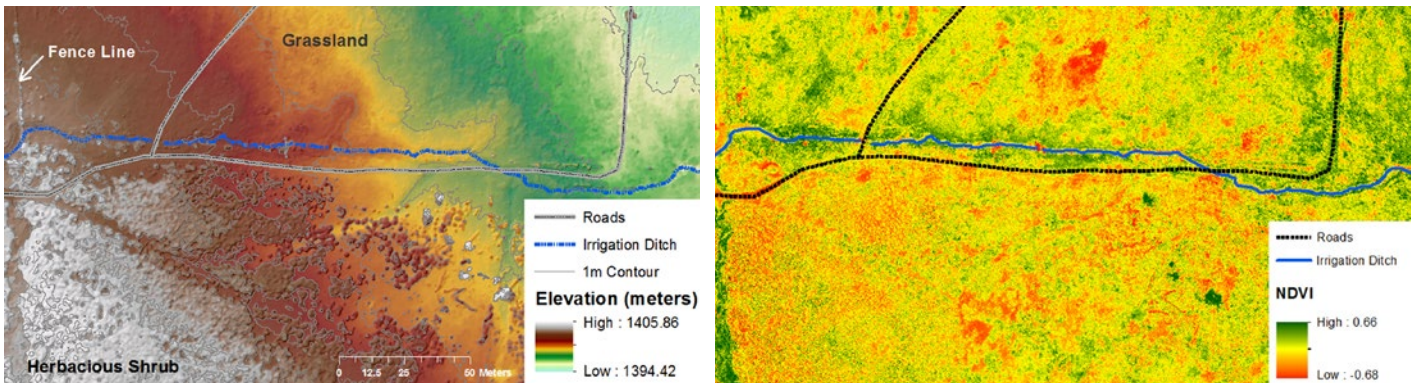 Fence Line
Grassland
Herbacious Shrub
Roads
Irrigation Ditch
1m Contour
Elevation (meters)
High : 1405.86
Low : 1394.42
0 12.5 25 50 Meters
Roads
Irrigation Ditch
NDVI
High : 0.66
Low : -0.68